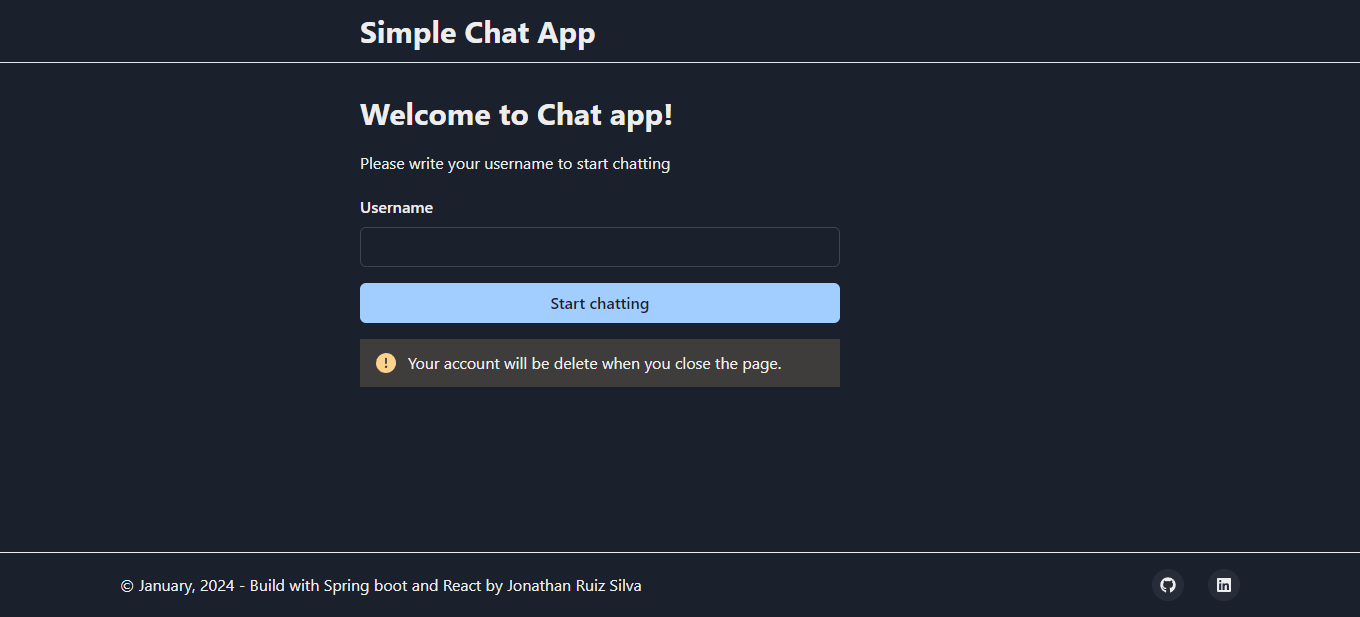 Simple Chat App
Welcome to Chat app!
Please write your username to start chatting
Username
Start chatting
Your account will be delete when you close the page.
© January, 2024 - Build with Spring boot and React by Jonathan Ruiz Silva